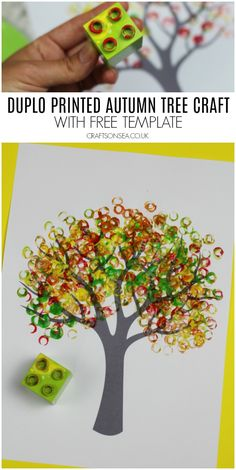 DUPLO PRINTED AUTUMN TREE CRAFT
WITH FREE TEMPLATE
CRAFTSONSEA.CO.UK